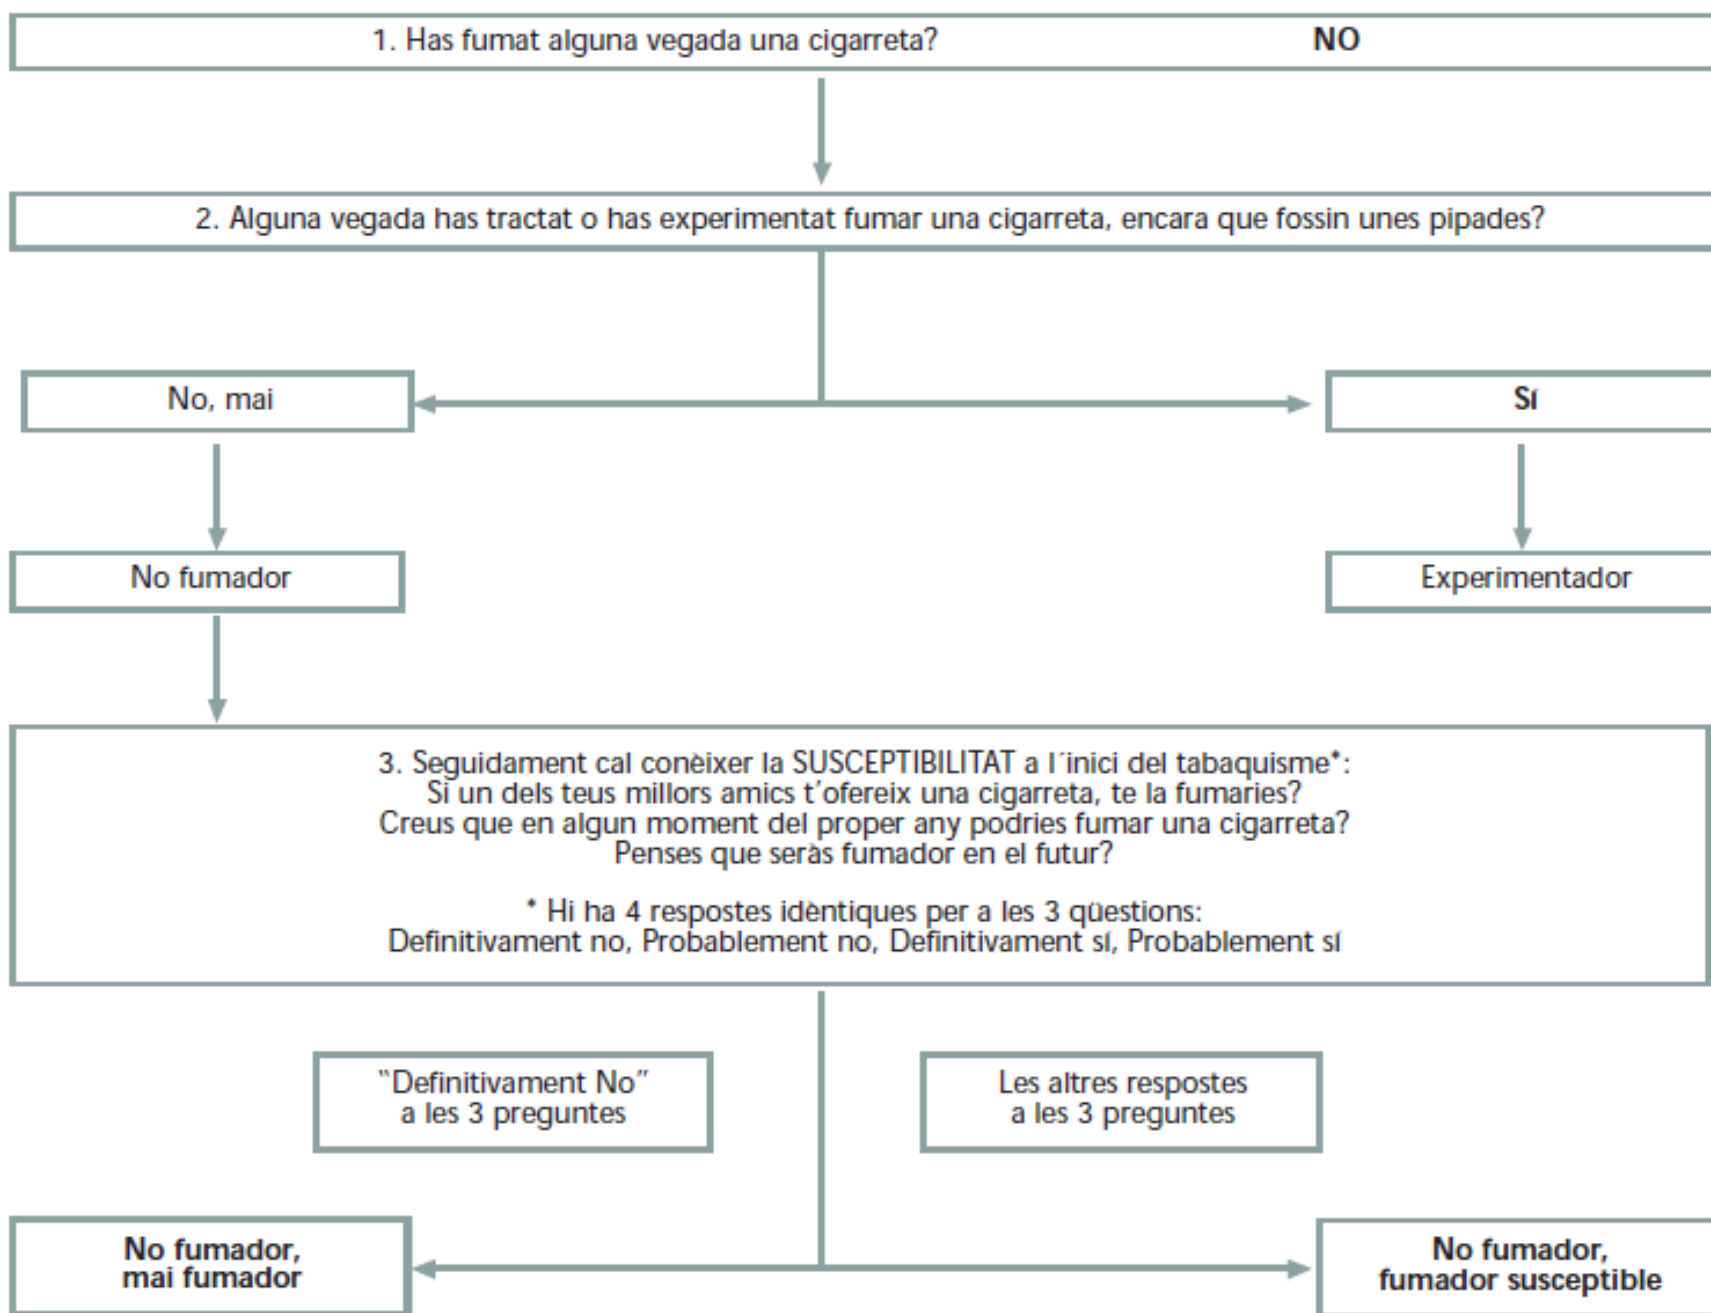 1. Has fumat alguna vegada una cigarreta? NO
2. Alguna vegada has tractat o has experimentat fumar una cigarreta, encara que fossin unes pipades?
No, mai
Sí
No fumador
Experimentador
3. Seguidament cal conèixer la SUSCEPTIBILITAT a l´inici del tabaquisme*:
Si un dels teus millors amics t'ofereix una cigarreta, te la fumaries?
Creus que en algun moment del proper any podries fumar una cigarreta?
Penses que seràs fumador en el futur?
* Hi ha 4 respostes idèntiques per a les 3 qüestions:
Definitivament no, Probablement no, Definitivament sí, Probablement sí
“Definitivament No”
a les 3 preguntes
Les altres respostes
a les 3 preguntes
No fumador,
mai fumador
No fumador,
fumador susceptible